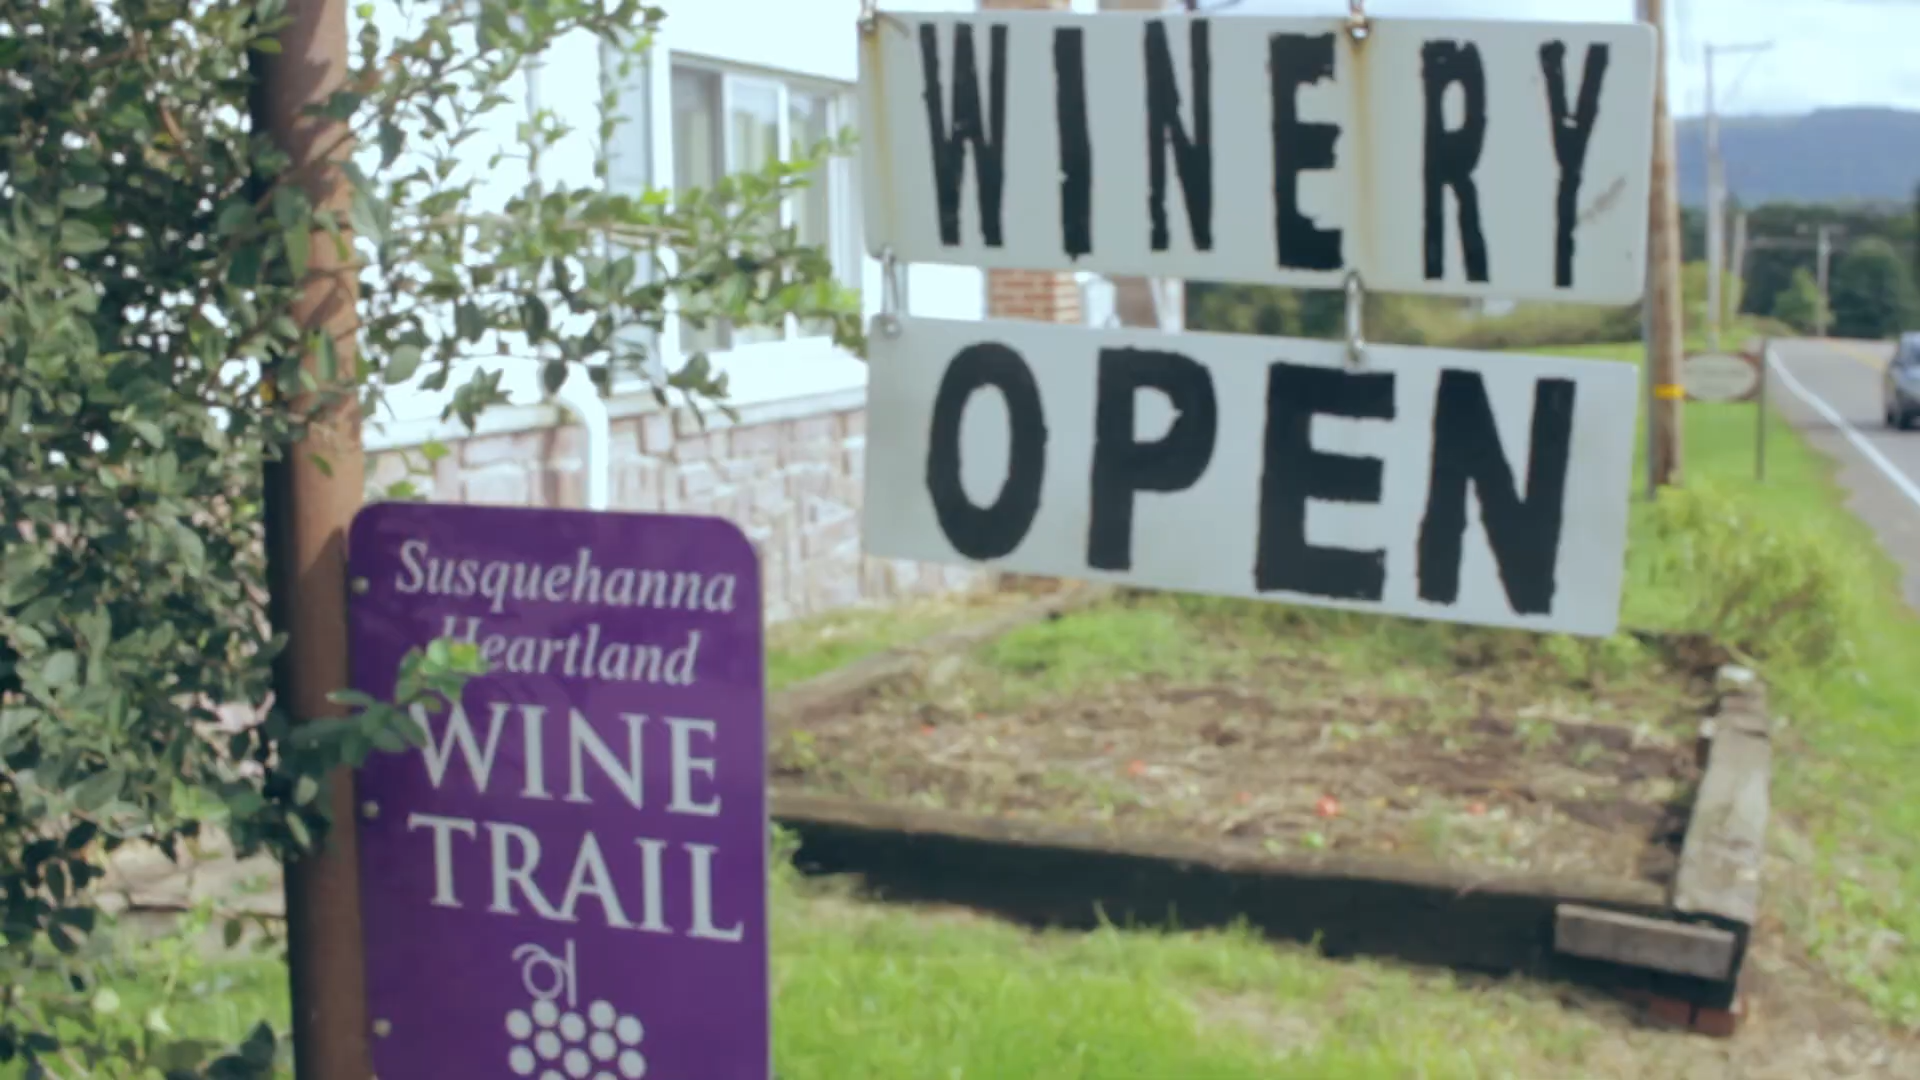 WINERY
OPEN
Susquehanna
Heartland
WINE
TRAIL